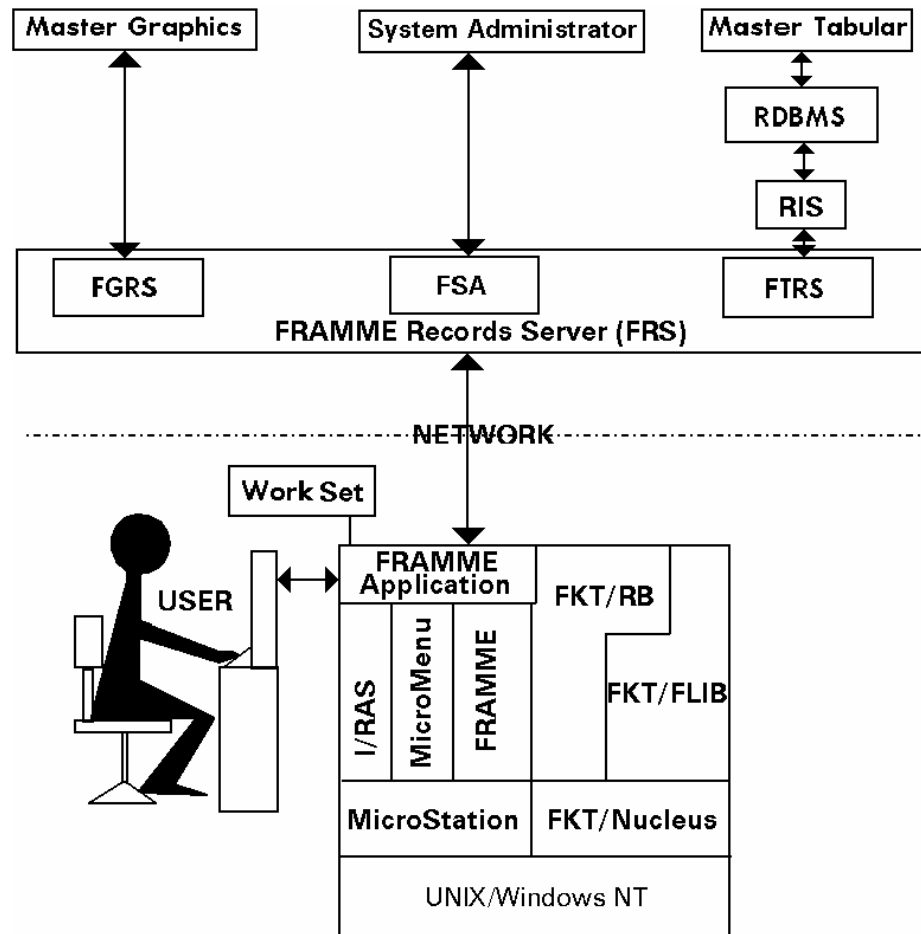 Master Graphics
System Administrator
Master Tabular
RDBMS
RIS
FGRS
FSA
FTRS
FRAMME Records Server (FRS)
NETWORK
Work Set
USER
FRAMME
Application
FKT/RB
I/RAS
MicroMenu
FRAMME
FKT/FLIB
MicroStation
FKT/Nucleus
UNIX/Windows NT